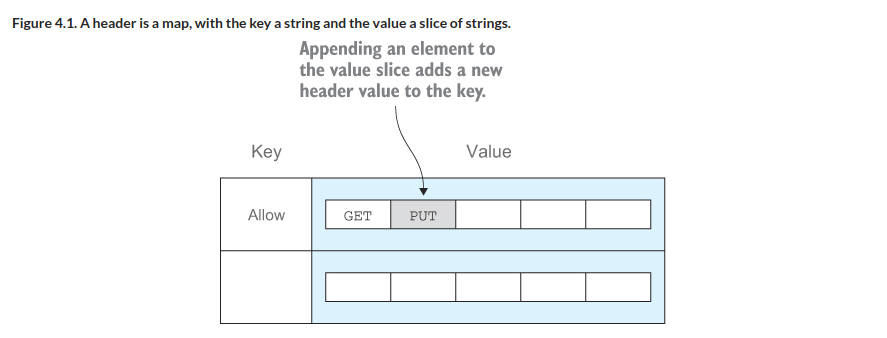 Figure 4.1. A header is a map, with the key a string and the value a slice of strings.
Appending an element to
the value slice adds a new
header value to the key.
Key Value
Allow GET PUT